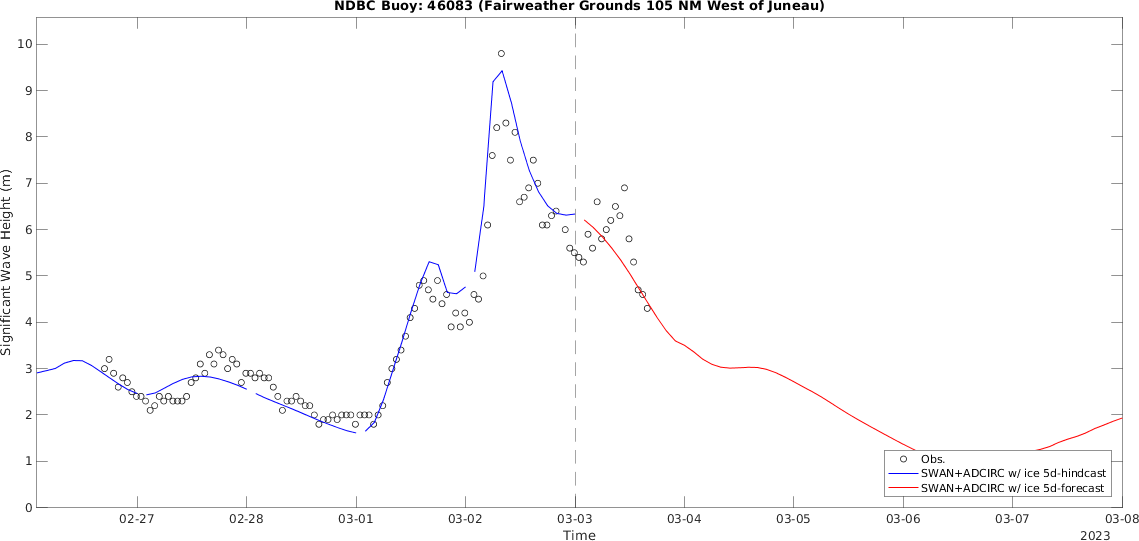 NDBC Buoy: 46083 (Fairweather Grounds 105 NM West of Juneau)
10
9
8
7
6
5
4
3
2
1
0
Significant Wave Height (m)
Obs.
SWAN+ADCIRC w/ ice 5d-hindcast
SWAN+ADCIRC w/ ice 5d-forecast
02-27 02-28 03-01 03-02 03-03 03-04 03-05 03-06 03-07 03-08
Time
2023